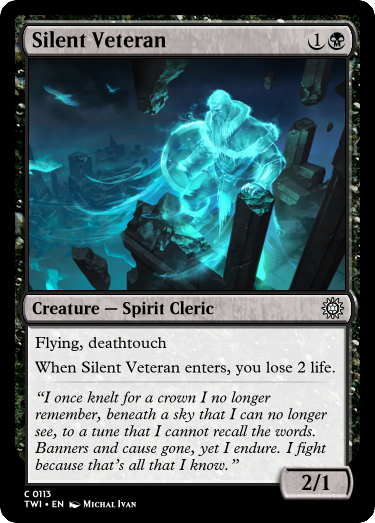 Silent Veteran 1
Creature — Spirit Cleric
Flying, deathtouch
When Silent Veteran enters, you lose 2 life.
“I once knelt for a crown I no longer
remember, beneath a sky that I can no longer
see, to a tune that I cannot recall the words.
Banners and cause gone, yet I endure. I fight
because that’s all that I know.”
2/1
C 0113
TWI • EN Michal Ivan